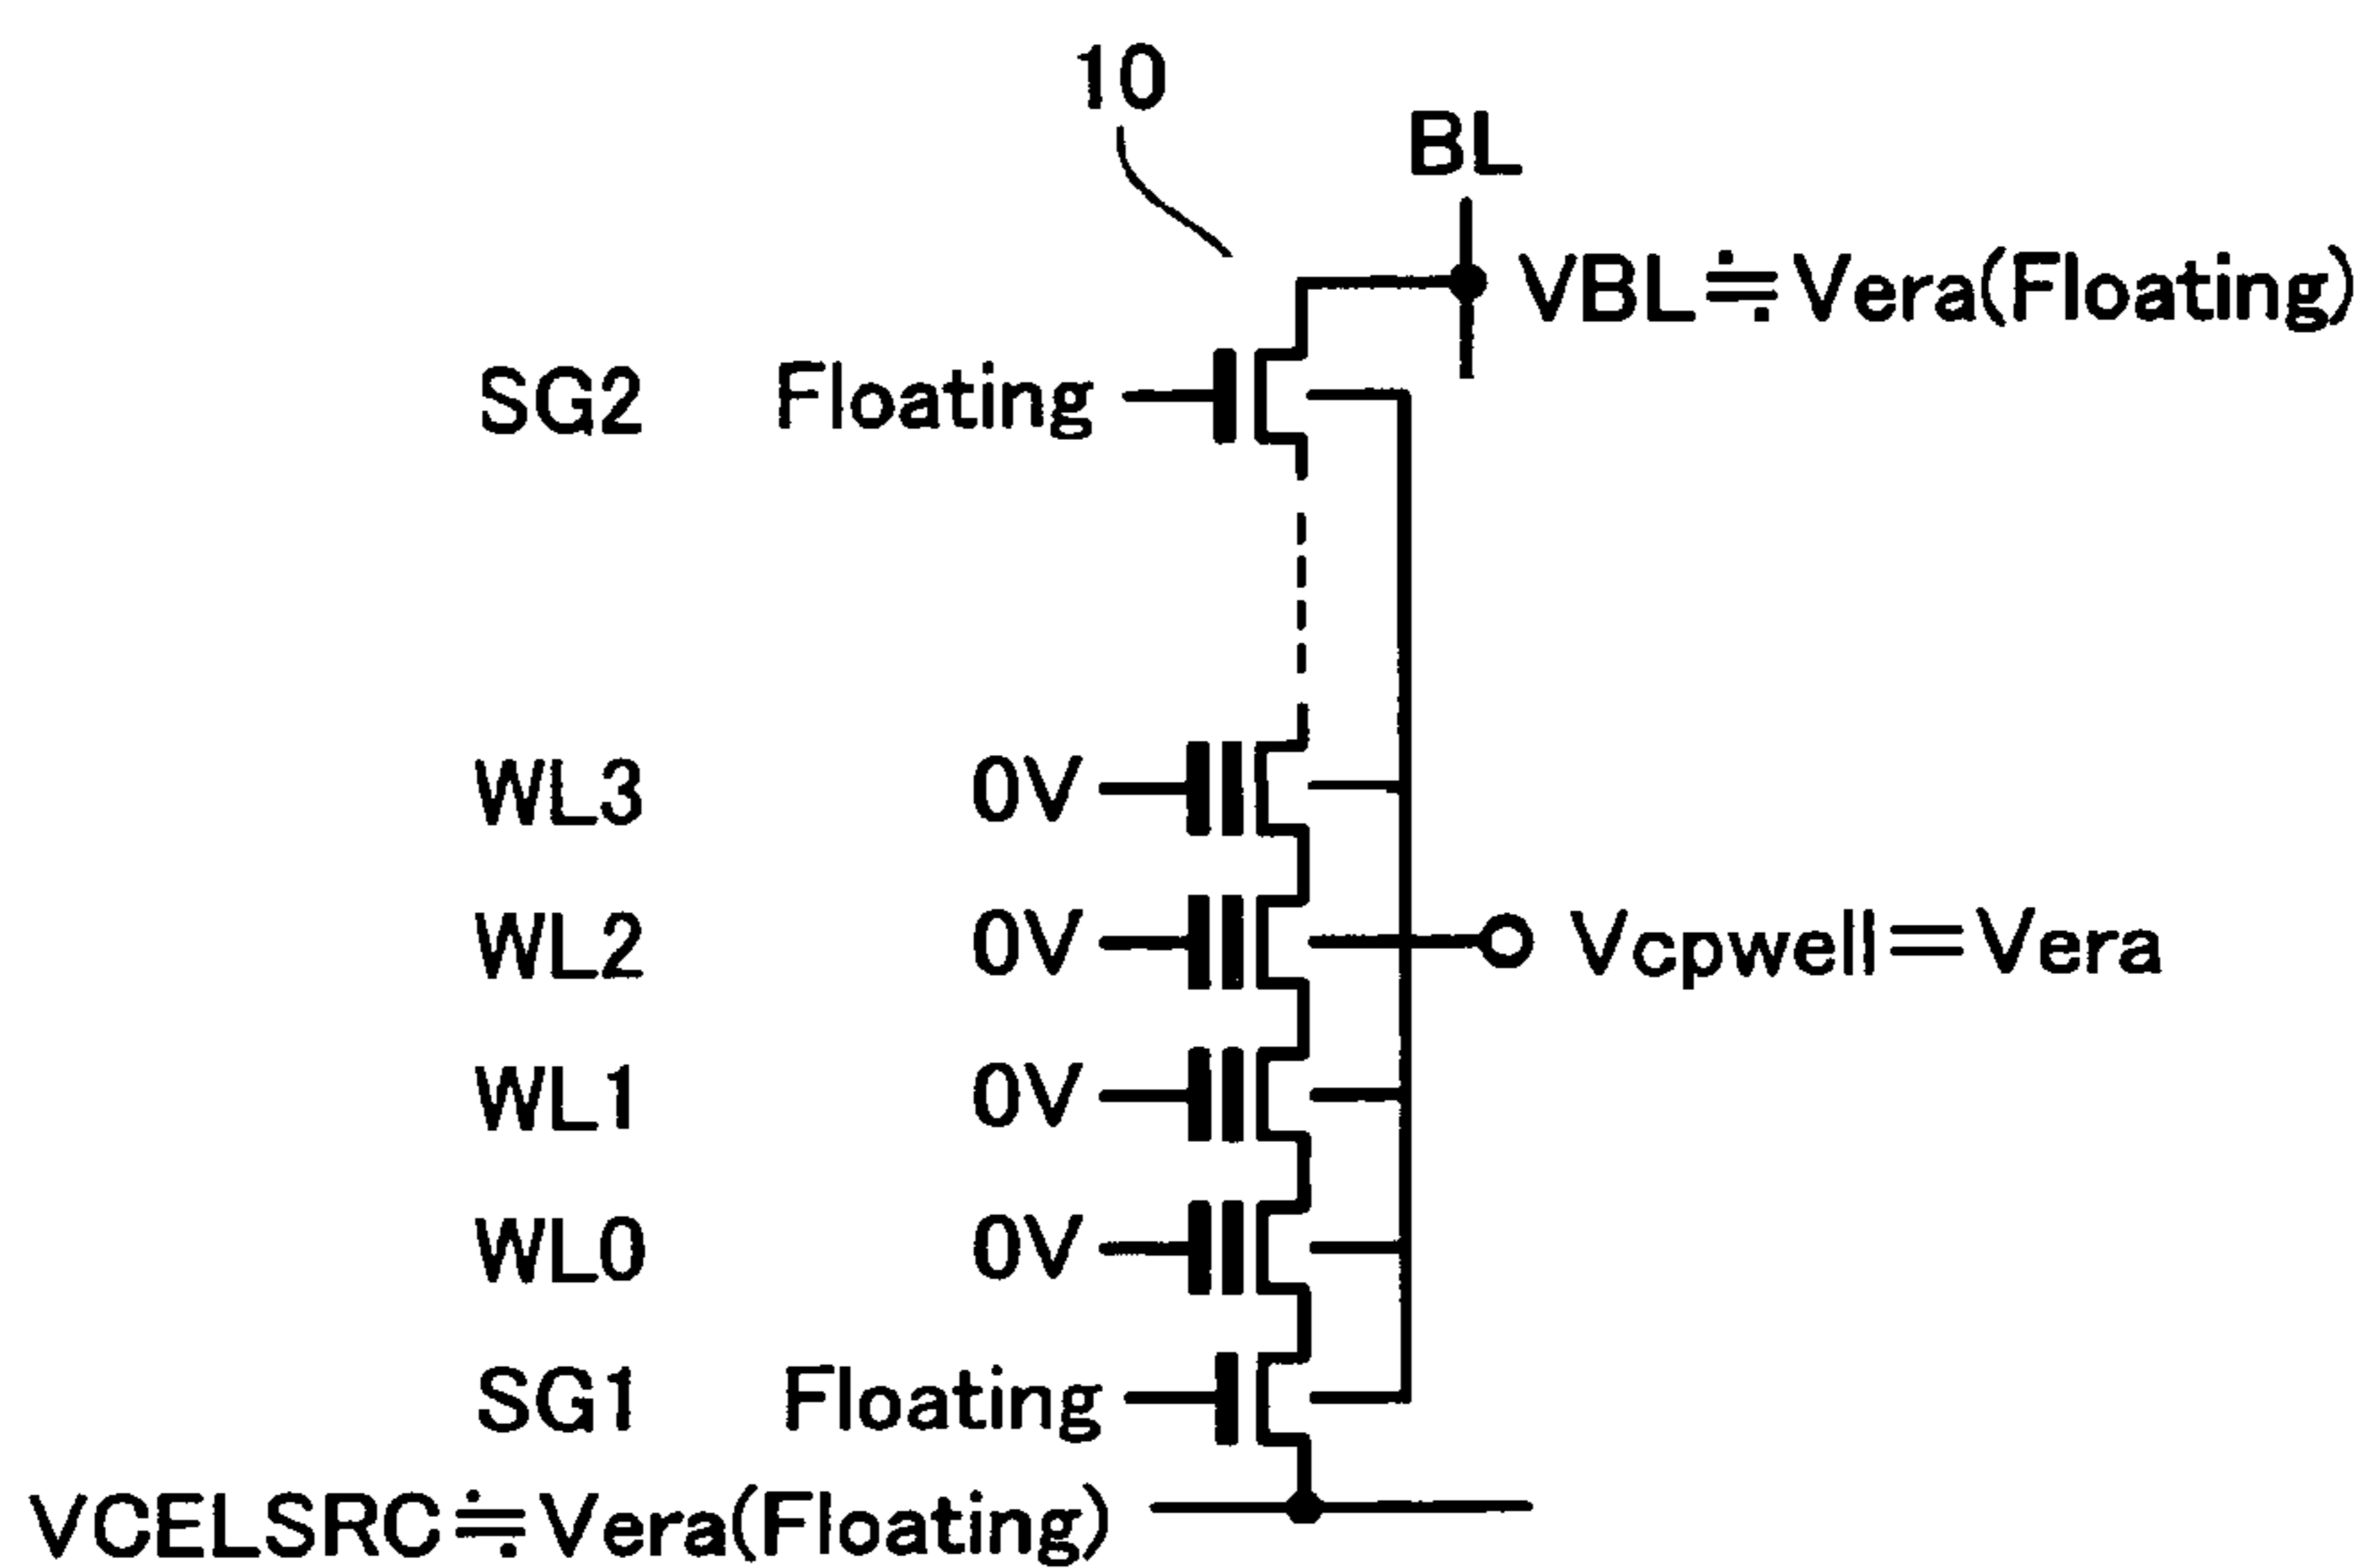 10
BL
VBL≒Vera(Floating)
SG2 Floating
WL3 0V
WL2 0V Vcpwell=Vera
WL1 0V
WL0 0V
SG1 Floating
VCELSRC≒Vera(Floating)